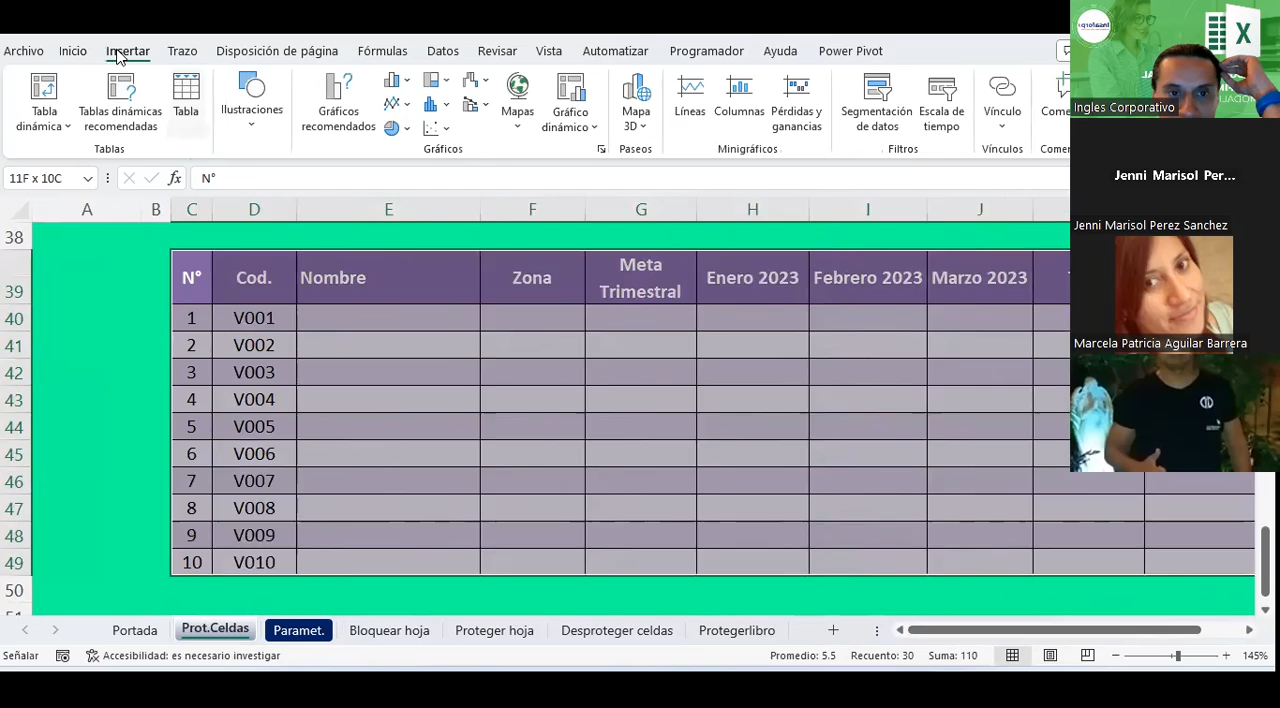 Archivo Inicio Insertar Trazo Disposición de página Fórmulas Datos Revisar Vista Automatizar Programador Ayuda Power Pivot
Tabla dinámica
Tablas dinámicas recomendadas
Tabla
Ilustraciones
Gráficos recomendados
Mapas
Gráfico dinámico
Mapa 3D
Líneas
Columnas
Pérdidas y ganancias
Segmentación de datos
Escala de tiempo
Vínculo
Tablas Gráficos Paseos Minigráficos Filtros Vínculos
11F x 10C fx N°
A B C D E F G H I J
38
39 N° Cod. Nombre Zona Meta Trimestral Enero 2023 Febrero 2023 Marzo 2023
40 1 V001
41 2 V002
42 3 V003
43 4 V004
44 5 V005
45 6 V006
46 7 V007
47 8 V008
48 9 V009
49 10 V010
50
Portada Prot.Celdas Paramet. Bloquear hoja Proteger hoja Desproteger celdas Protegerlibro
Señalar Accesibilidad: es necesario investigar Promedio: 5.5 Recuento: 30 Suma: 110 145%
X
Ingles Corporativo
Jenni Marisol Per...
Jenni Marisol Perez Sanchez
Marcela Patricia Aguilar Barrera